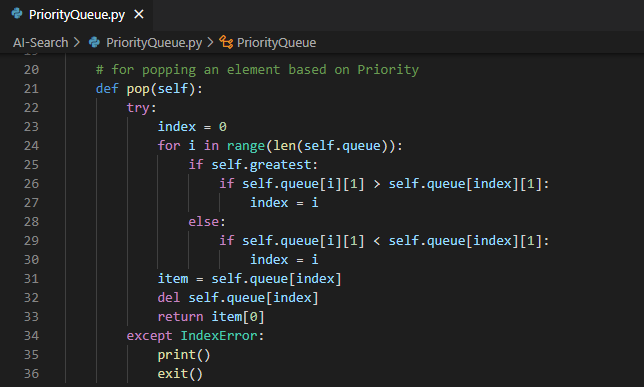 PriorityQueue.py ×
AI-Search > PriorityQueue.py > PriorityQueue
20 # for popping an element based on Priority
21 def pop(self):
22 try:
23 index = 0
24 for i in range(len(self.queue)):
25 if self.greatest:
26 if self.queue[i][1] > self.queue[index][1]:
27 index = i
28 else:
29 if self.queue[i][1] < self.queue[index][1]:
30 index = i
31 item = self.queue[index]
32 del self.queue[index]
33 return item[0]
34 except IndexError:
35 print()
36 exit()